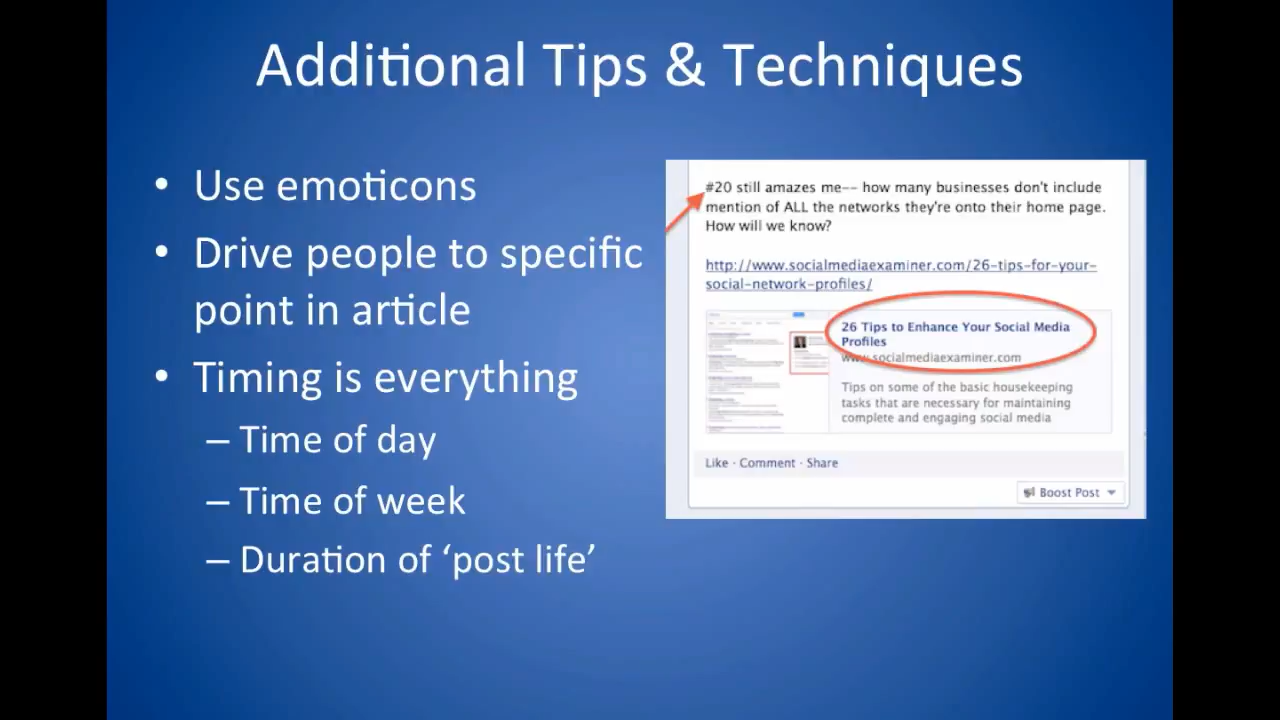 Additional Tips & Techniques
• Use emoticons
• Drive people to specific
point in article
• Timing is everything
– Time of day
– Time of week
– Duration of ‘post life’
#20 still amazes me-- how many businesses don't include
mention of ALL the networks they're onto their home page.
How will we know?
http://www.socialmediaexaminer.com/26-tips-for-your-
social-network-profiles/
26 Tips to Enhance Your Social Media
Profiles
www.socialmediaexaminer.com
Tips on some of the basic housekeeping
tasks that are necessary for maintaining
complete and engaging social media
Like · Comment · Share
Boost Post